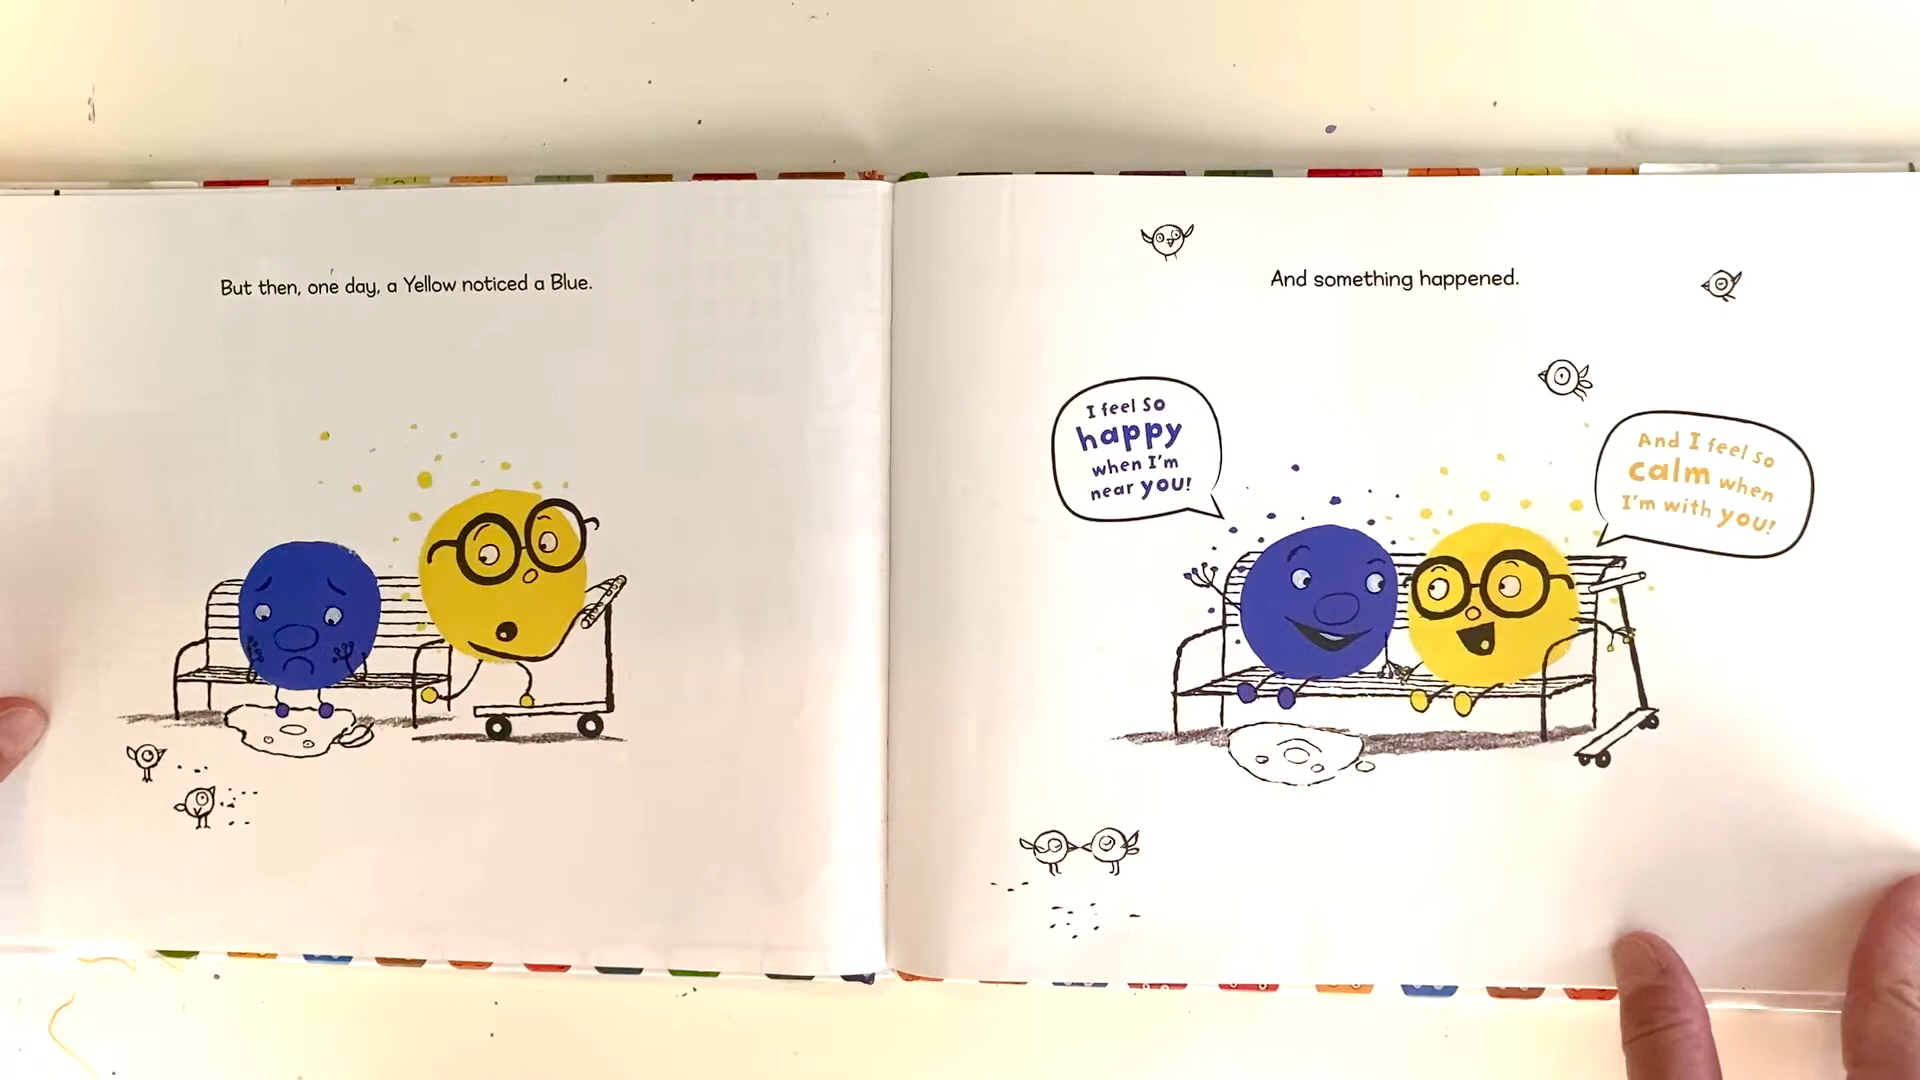 But then, one day, a Yellow noticed a Blue.
And something happened.
I feel So
happy
when I'm
near you!
And I feel so
calm when
I'm with you!